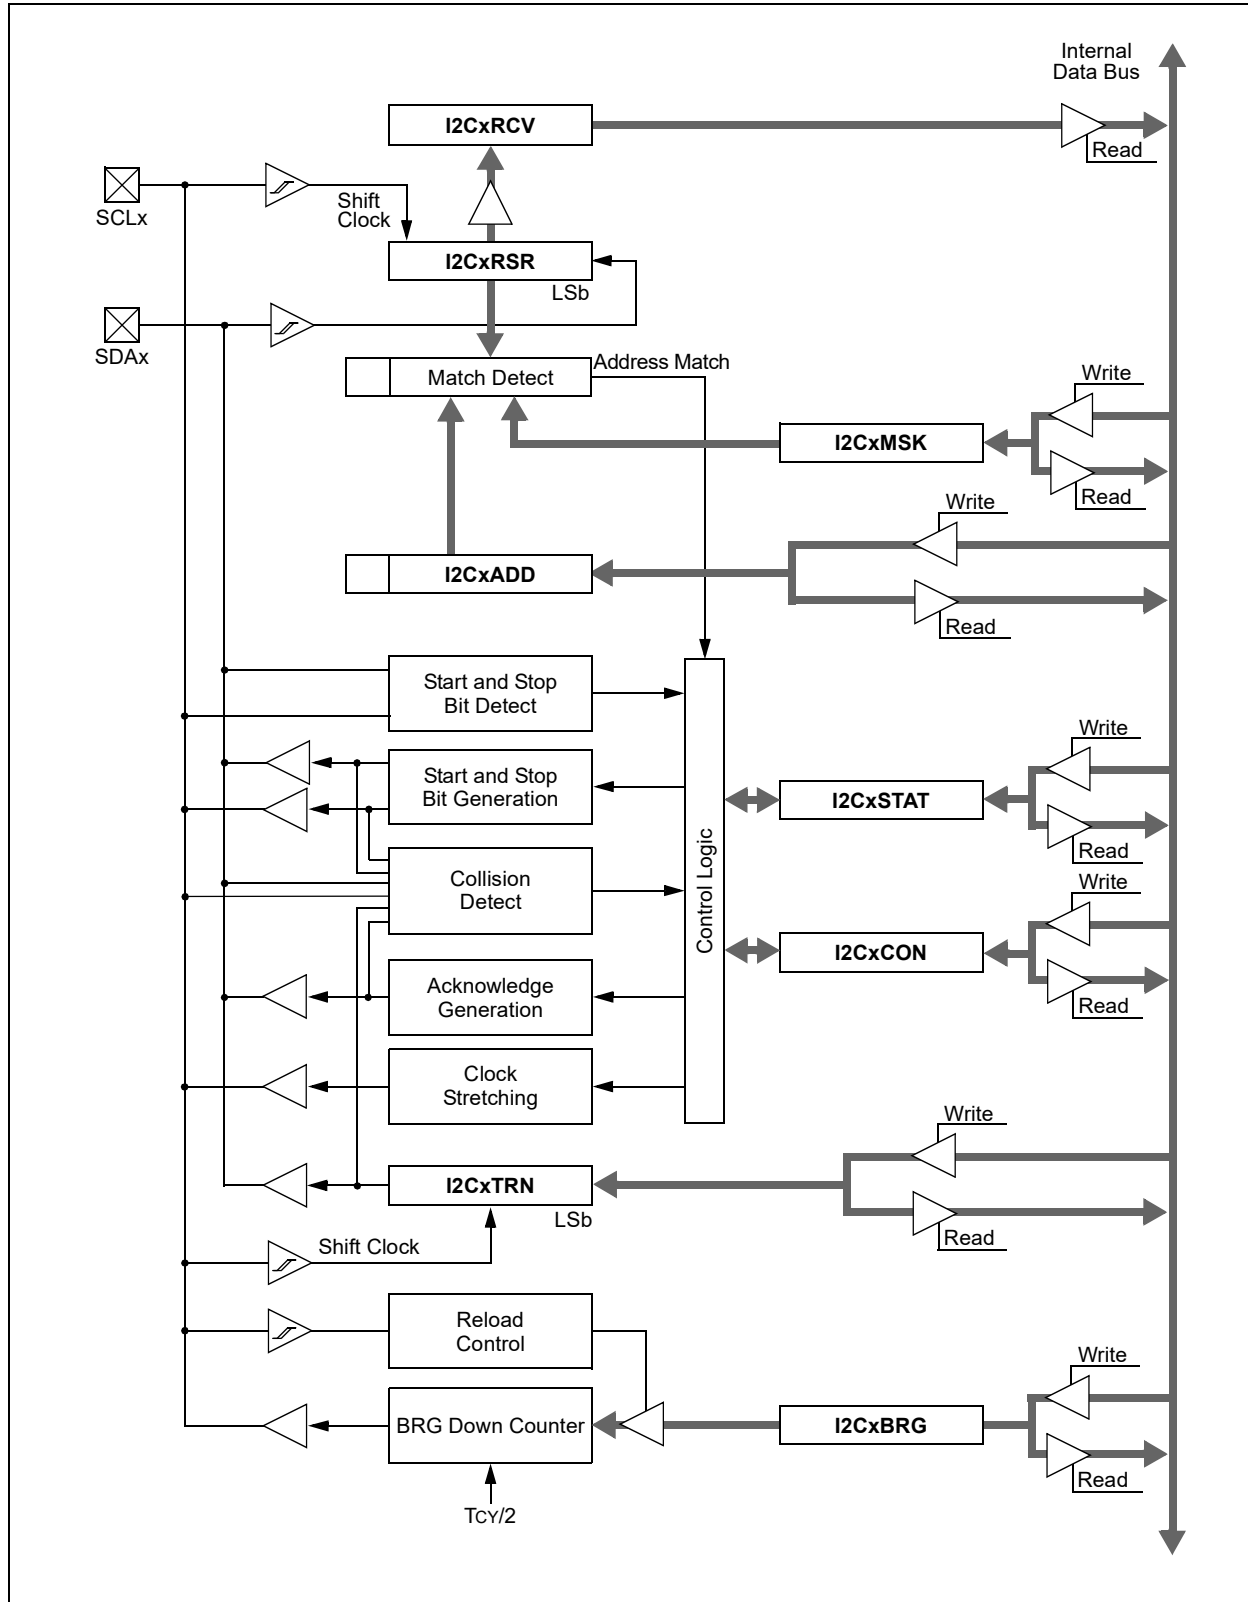 Internal
Data Bus
I2CxRCV
Read
SCLx
Shift
Clock
I2CxRSR
LSb
SDAx
Address Match
Match Detect
Write
I2CxMSK
Read
Write
I2CxADD
Read
Start and Stop
Bit Detect
Write
Start and Stop
Bit Generation
I2CxSTAT
Read
Control Logic
Collision
Detect
Write
I2CxCON
Read
Acknowledge
Generation
Clock
Stretching
Write
I2CxTRN
LSb
Read
Shift Clock
Reload
Control
Write
BRG Down Counter
I2CxBRG
Read
TCY/2